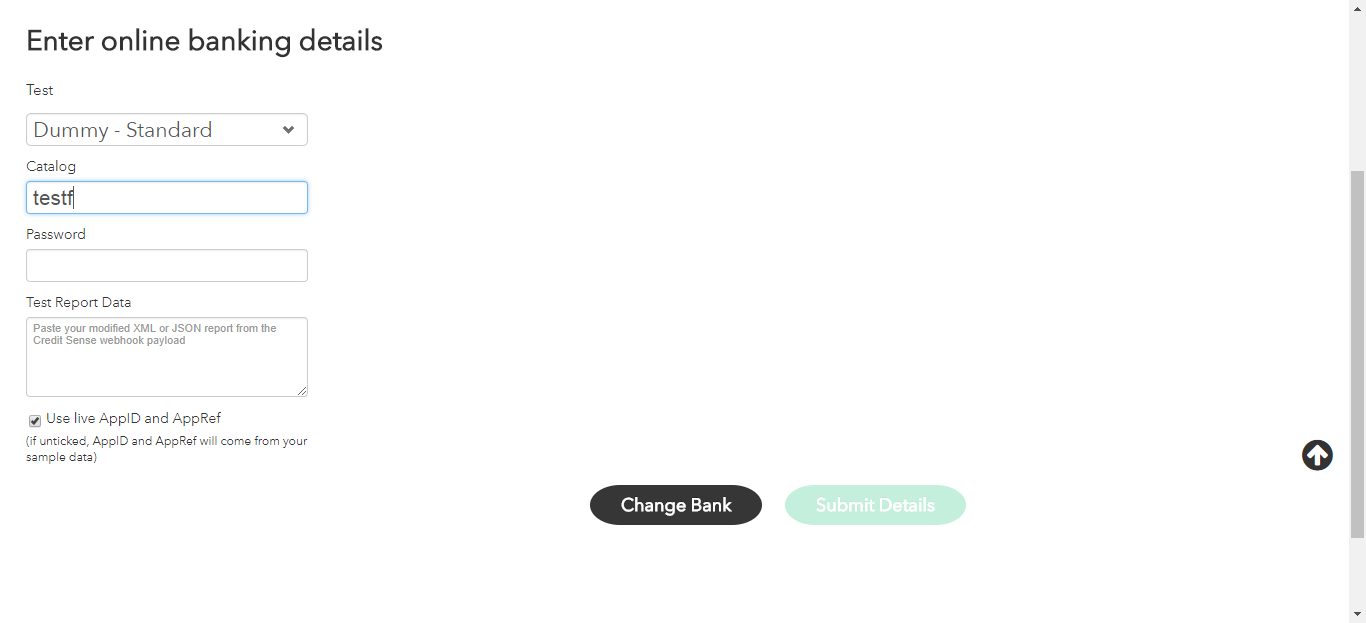 Enter online banking details
Test
Dummy - Standard
Catalog
testf
Password
Test Report Data
Paste your modified XML or JSON report from the
Credit Sense webhook payload
Use live AppID and AppRef
(if unticked, AppID and AppRef will come from your
sample data)
Change Bank
Submit Details